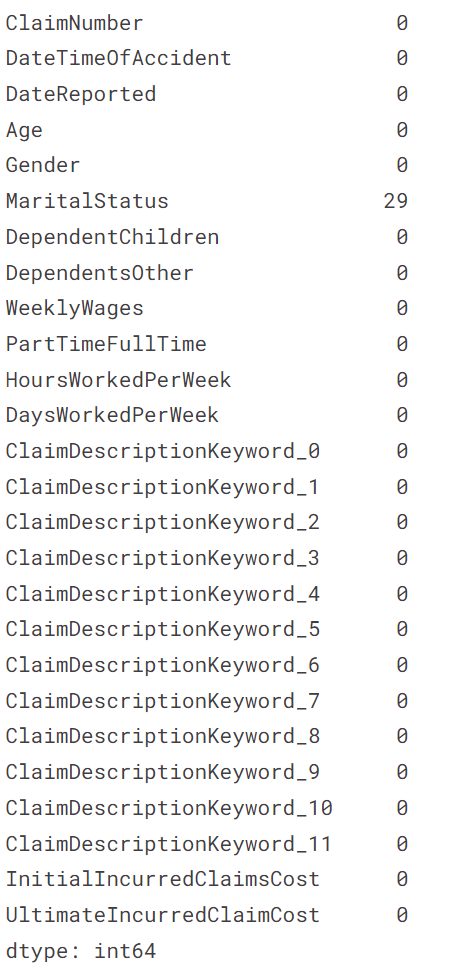 ClaimNumber 0
DateTimeOfAccident 0
DateReported 0
Age 0
Gender 0
MaritalStatus 29
DependentChildren 0
DependentsOther 0
WeeklyWages 0
PartTimeFullTime 0
HoursWorkedPerWeek 0
DaysWorkedPerWeek 0
ClaimDescriptionKeyword_0 0
ClaimDescriptionKeyword_1 0
ClaimDescriptionKeyword_2 0
ClaimDescriptionKeyword_3 0
ClaimDescriptionKeyword_4 0
ClaimDescriptionKeyword_5 0
ClaimDescriptionKeyword_6 0
ClaimDescriptionKeyword_7 0
ClaimDescriptionKeyword_8 0
ClaimDescriptionKeyword_9 0
ClaimDescriptionKeyword_10 0
ClaimDescriptionKeyword_11 0
InitialIncurredClaimsCost 0
UltimateIncurredClaimCost 0
dtype: int64